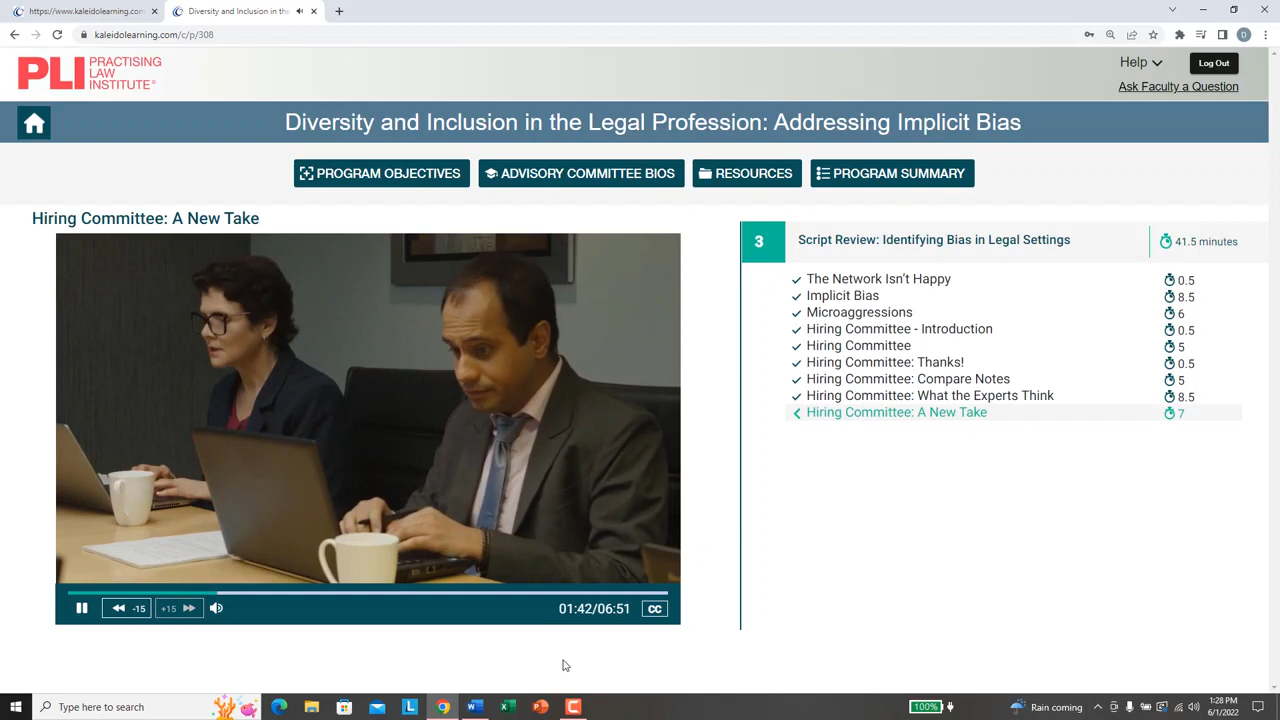 https://www.kaleidolearning.com/
Diversity and Inclusion in the
kaleidolearning.com/c/p/308
D
PLI PRACTISING LAW INSTITUTE®
Help
Log Out
Ask Faculty a Question
Diversity and Inclusion in the Legal Profession: Addressing Implicit Bias
PROGRAM OBJECTIVES
ADVISORY COMMITTEE BIOS
RESOURCES
PROGRAM SUMMARY
Hiring Committee: A New Take
3 Script Review: Identifying Bias in Legal Settings 41.5 minutes
The Network Isn’t Happy 0.5
Implicit Bias 8.5
Microaggressions 6
Hiring Committee - Introduction 0.5
Hiring Committee 5
Hiring Committee: Thanks! 0.5
Hiring Committee: Compare Notes 5
Hiring Committee: What the Experts Think 8.5
Hiring Committee: A New Take 7
-15
+15
01:42/06:51
CC
Type here to search
L
100%
Rain coming
1:28 PM
6/1/2022